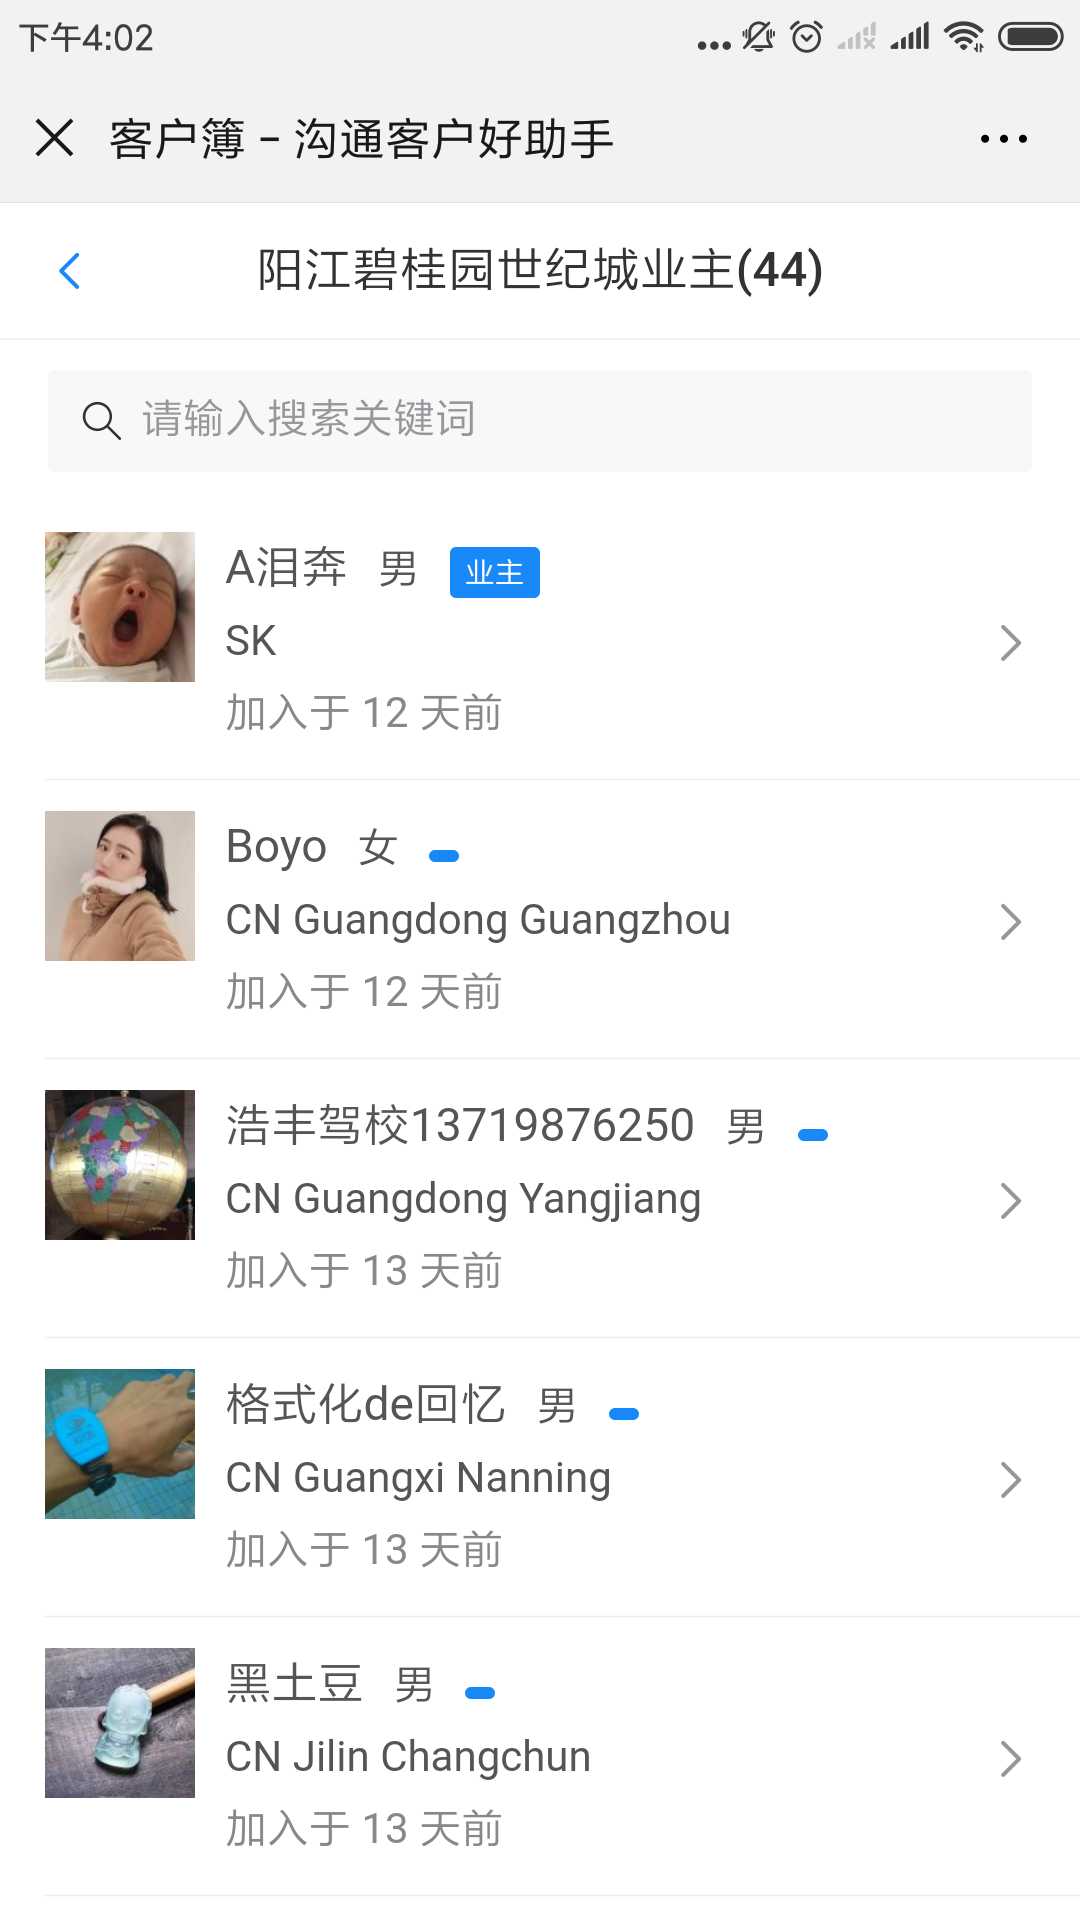 下午4:02
客户簿 – 沟通客户好助手
阳江碧桂园世纪城业主(44)
请输入搜索关键词
A泪奔 男 业主
SK
加入于 12 天前
Boyo 女
CN Guangdong Guangzhou
加入于 12 天前
浩丰驾校13719876250 男
CN Guangdong Yangjiang
加入于 13 天前
格式化de回忆 男
CN Guangxi Nanning
加入于 13 天前
黑土豆 男
CN Jilin Changchun
加入于 13 天前